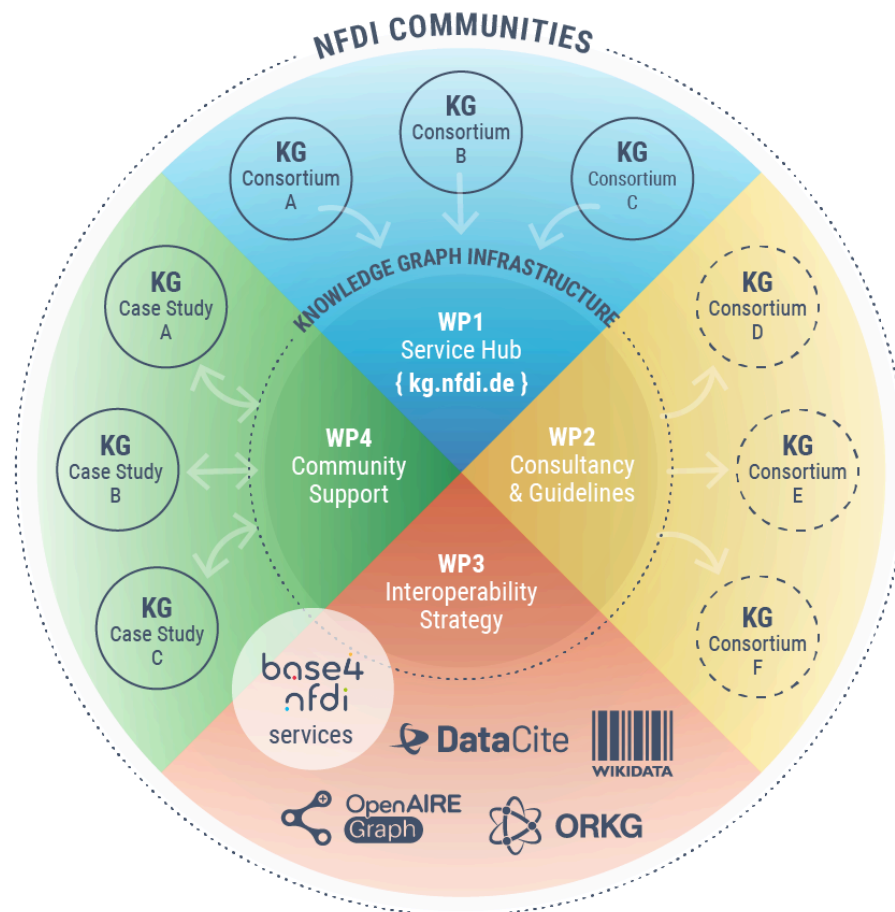 NFDI COMMUNITIES
KG
Consortium
A
KG
Consortium
B
KG
Consortium
C
KNOWLEDGE GRAPH INFRASTRUCTURE
WP1
Service Hub
{ kg.nfdi.de }
KG
Case Study
A
KG
Case Study
B
KG
Case Study
C
WP4
Community
Support
WP2
Consultancy
& Guidelines
KG
Consortium
D
KG
Consortium
E
KG
Consortium
F
WP3
Interoperability
Strategy
base4
nfdi
services
DataCite
WIKIDATA
OpenAIRE
Graph
ORKG